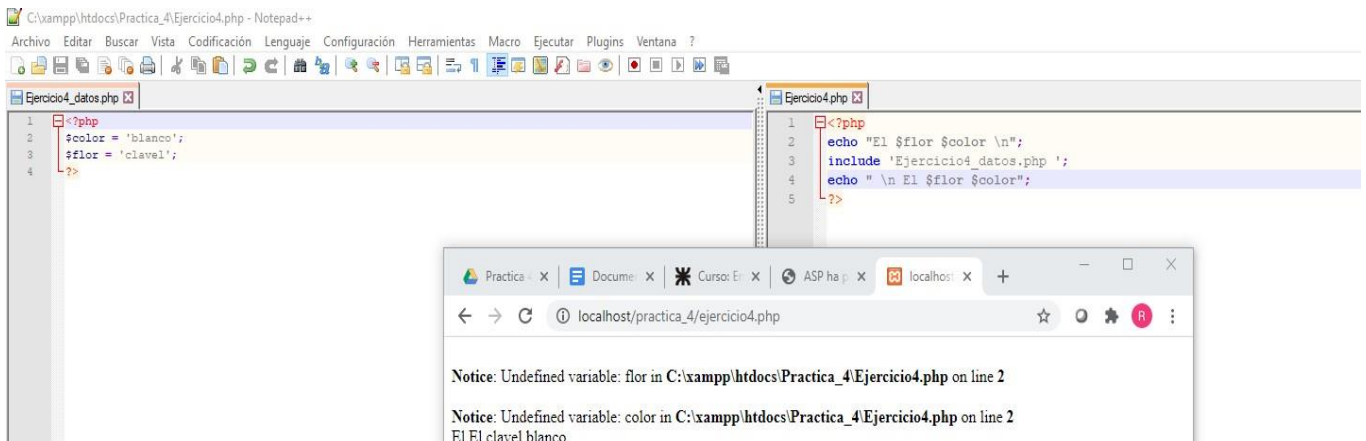 C:\xampp\htdocs\Practica_4\Ejercicio4.php - Notepad++
Archivo Editar Buscar Vista Codificación Lenguaje Configuración Herramientas Macro Ejecutar Plugins Ventana ?
Ejercicio4_datos.php
1 <?php
2 $color = 'blanco';
3 $flor = 'clavel';
4 ?>
Ejercicio4.php
1 <?php
2 echo "El $flor $color \n";
3 include 'Ejercicio4_datos.php ';
4 echo " \n El $flor $color";
5 ?>
Practica 4 Docume Curso: En ASP ha p localhost
localhost/practica_4/ejercicio4.php
R
Notice: Undefined variable: flor in C:\xampp\htdocs\Practica_4\Ejercicio4.php on line 2
Notice: Undefined variable: color in C:\xampp\htdocs\Practica_4\Ejercicio4.php on line 2
El El clavel blanco